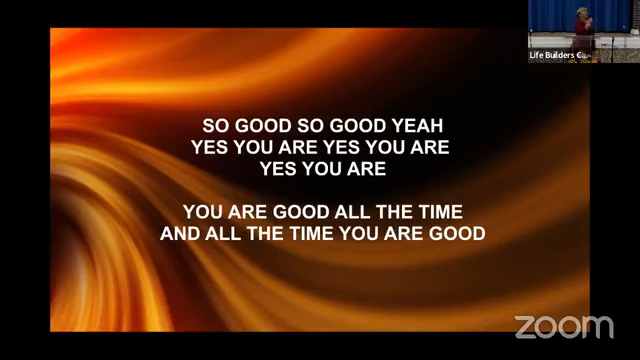 Life Builders C...
SO GOOD SO GOOD YEAH
YES YOU ARE YES YOU ARE
YES YOU ARE
YOU ARE GOOD ALL THE TIME
AND ALL THE TIME YOU ARE GOOD
zoom